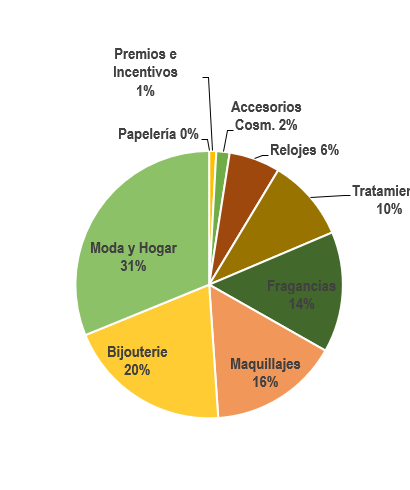 Premios e
Incentivos
1%
Accesorios
Cosm. 2%
Papelería 0%
Relojes 6%
Tratamien
10%
Moda y Hogar
31%
Fragancias
14%
Bijouterie
20%
Maquillajes
16%